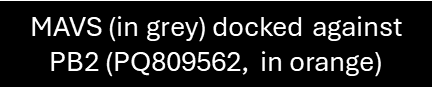 MAVS (in grey) docked against
PB2 (PQ809562, in orange)